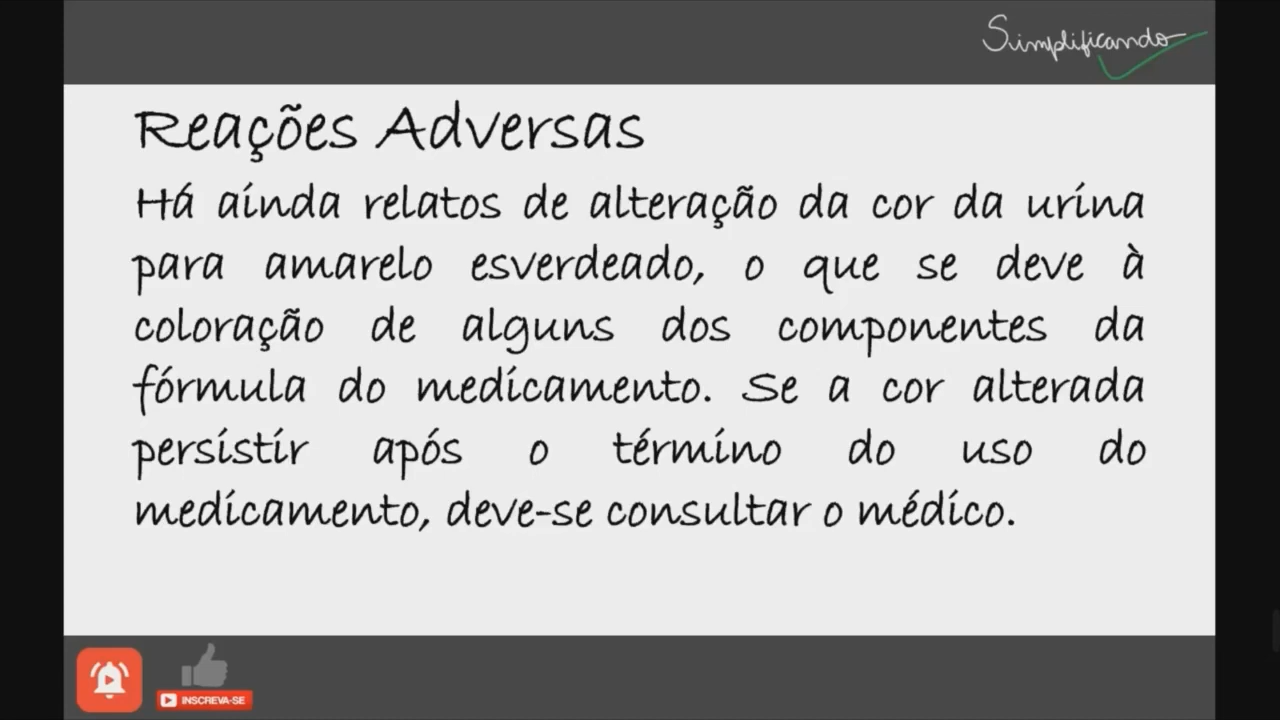 Simplificando
Reações Adversas
Há ainda relatos de alteração da cor da urina
para amarelo esverdeado, o que se deve à
coloração de alguns dos componentes da
fórmula do medicamento. Se a cor alterada
persistir após o término do uso do
medicamento, deve-se consultar o médico.
INSCREVA-SE